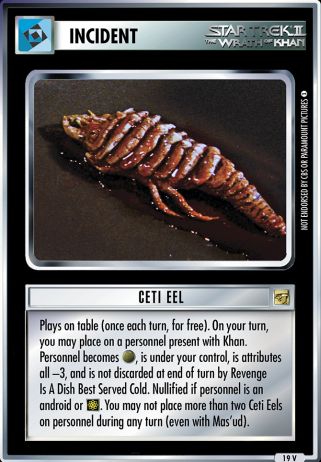 INCIDENT
STAR TREK II
THE WRATH OF KHAN
NOT ENDORSED BY CBS OR PARAMOUNT PICTURES
CETI EEL
Plays on table (once each turn, for free). On your turn,
you may place on a personnel present with Khan.
Personnel becomes , is under your control, is attributes
all –3, and is not discarded at end of turn by Revenge
Is A Dish Best Served Cold. Nullified if personnel is an
android or . You may not place more than two Ceti Eels
on personnel during any turn (even with Mas'ud).
19 V